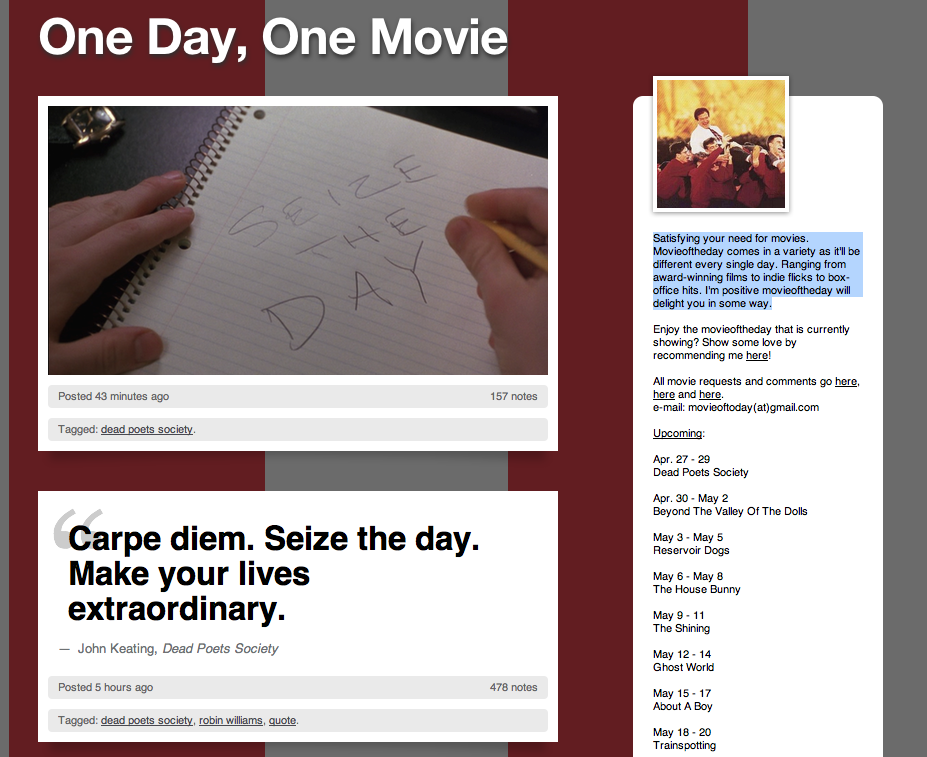 One Day, One Movie
SEIZE
THE
DAY
Posted 43 minutes ago 157 notes
Tagged: dead poets society.
“
Carpe diem. Seize the day.
Make your lives
extraordinary.
— John Keating, Dead Poets Society
Posted 5 hours ago 478 notes
Tagged: dead poets society, robin williams, quote.
Satisfying your need for movies.
Movieoftheday comes in a variety as it'll be
different every single day. Ranging from
award-winning films to indie flicks to box-
office hits. I'm positive movieoftheday will
delight you in some way.
Enjoy the movieoftheday that is currently
showing? Show some love by
recommending me here!
All movie requests and comments go here,
here and here.
e-mail: movieoftoday(at)gmail.com
Upcoming:
Apr. 27 - 29
Dead Poets Society
Apr. 30 - May 2
Beyond The Valley Of The Dolls
May 3 - May 5
Reservoir Dogs
May 6 - May 8
The House Bunny
May 9 - 11
The Shining
May 12 - 14
Ghost World
May 15 - 17
About A Boy
May 18 - 20
Trainspotting